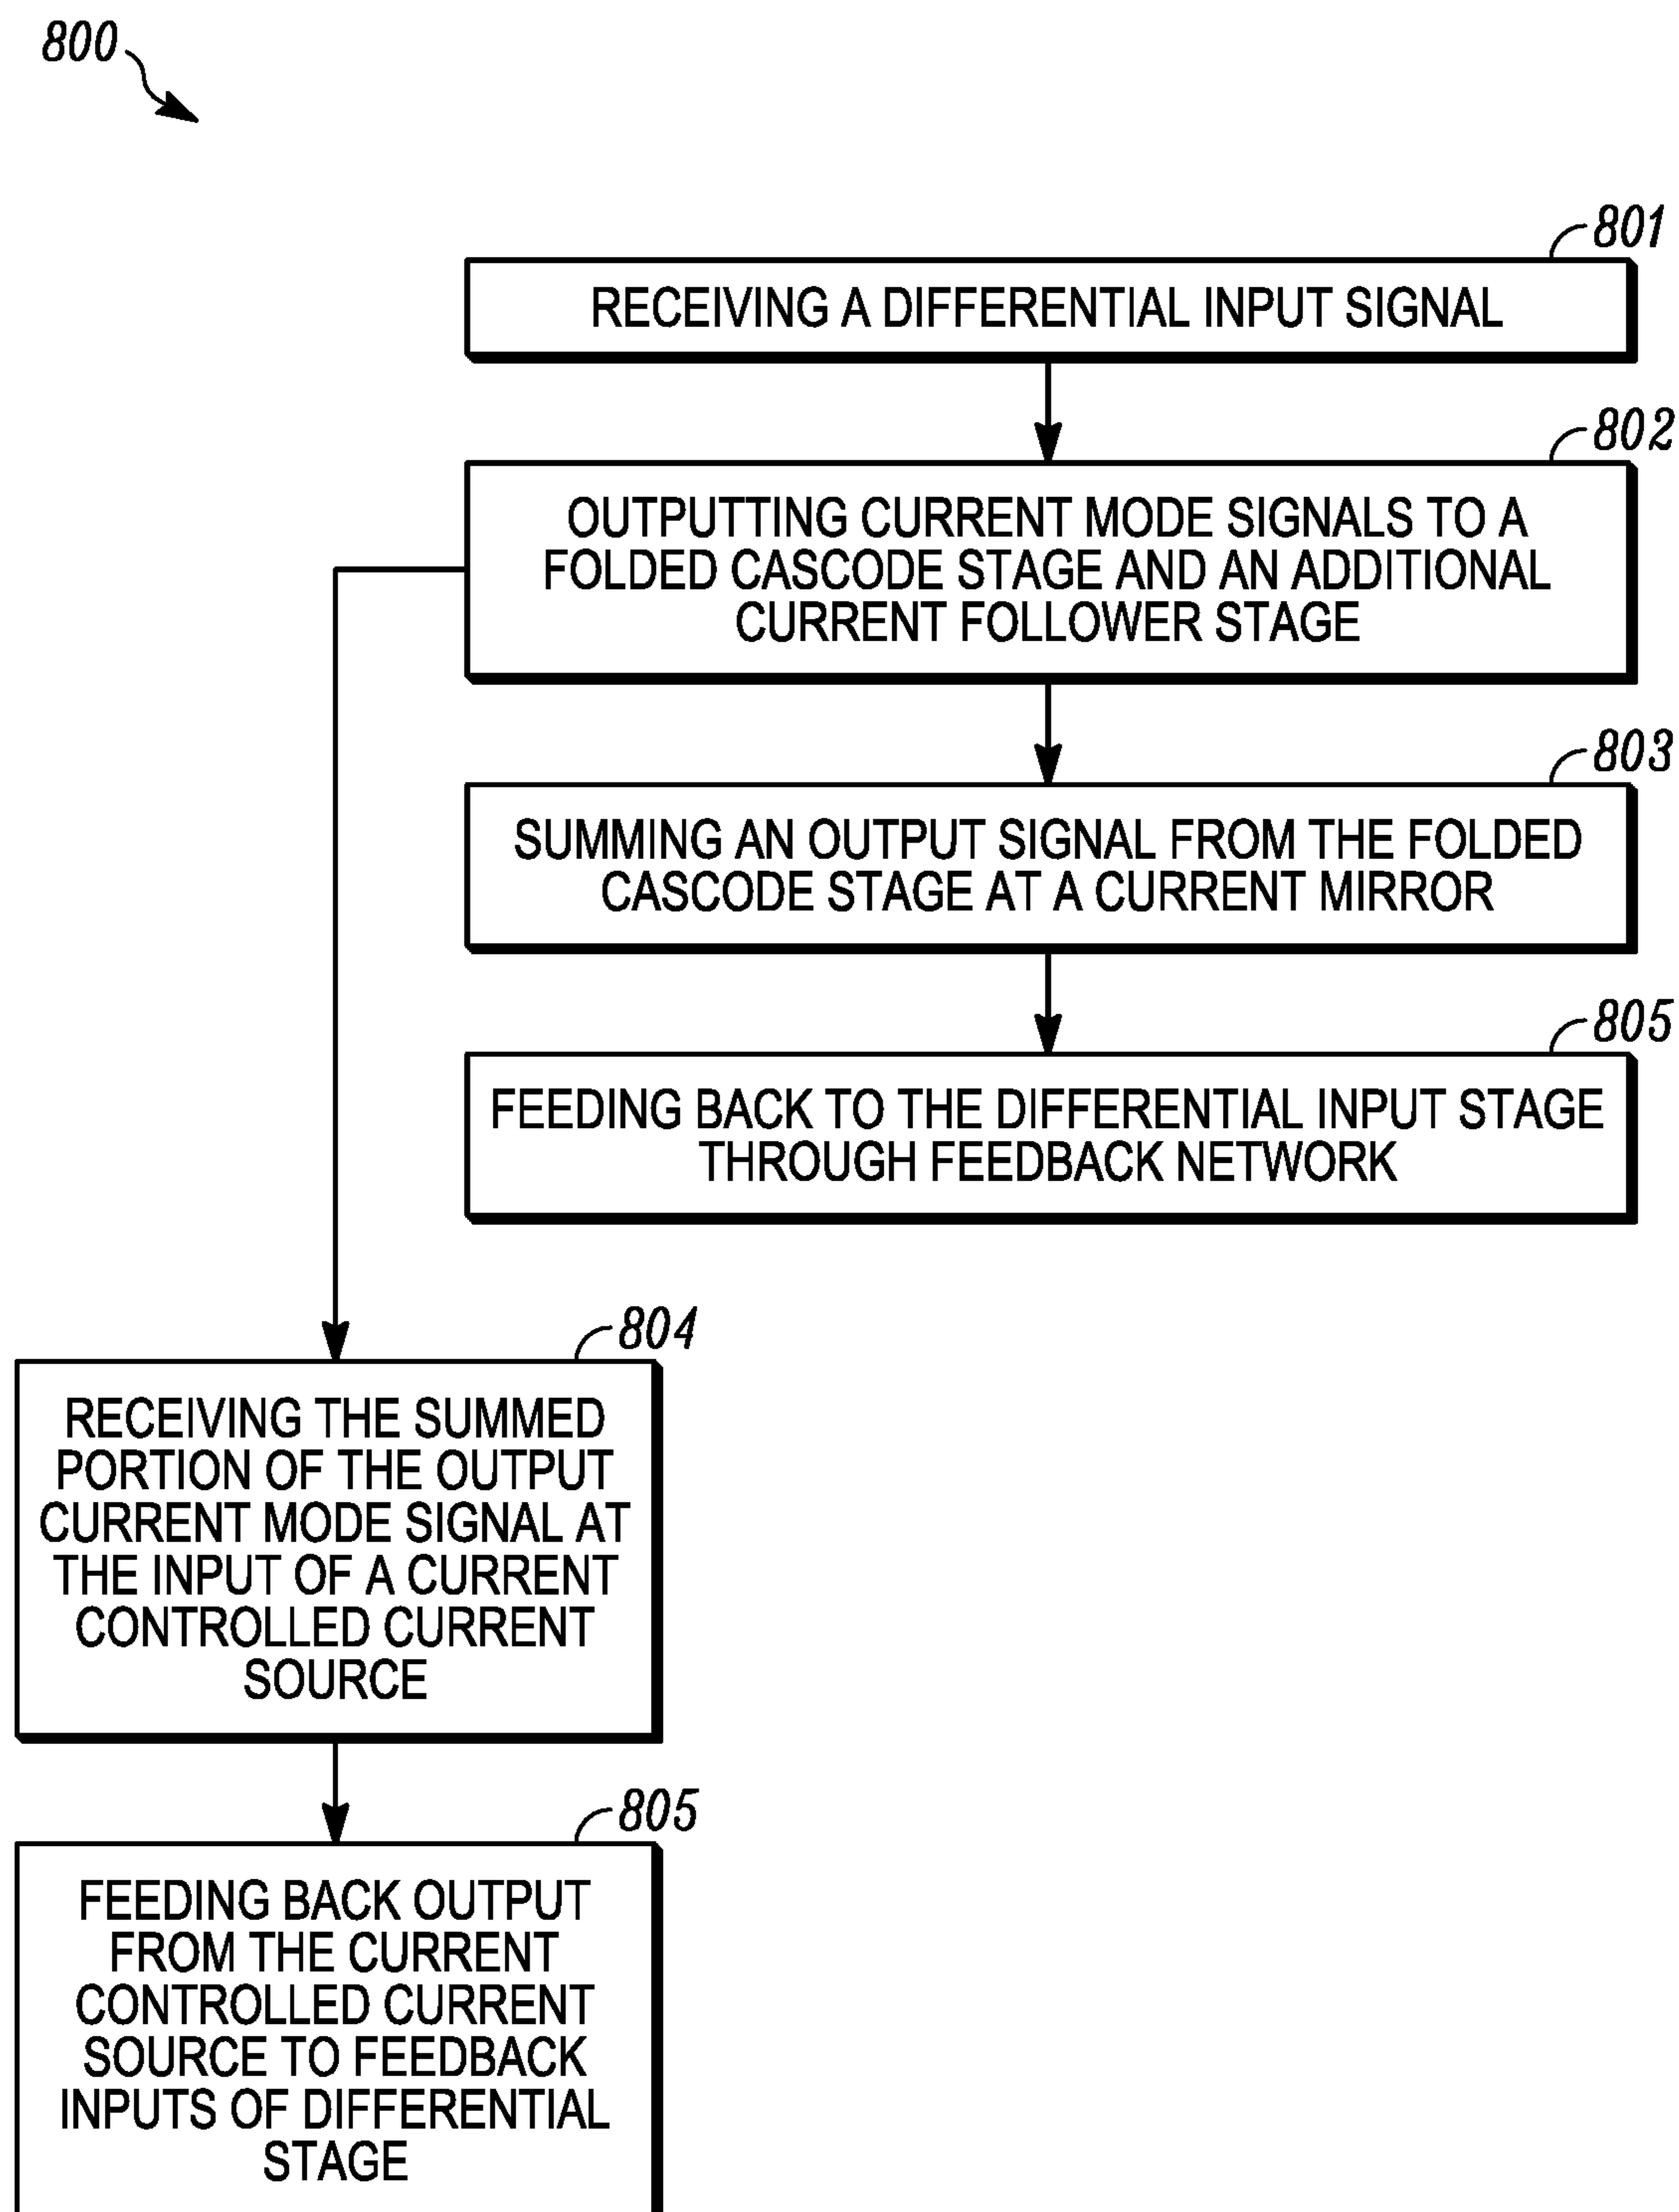 800
801
RECEIVING A DIFFERENTIAL INPUT SIGNAL
802
OUTPUTTING CURRENT MODE SIGNALS TO A
FOLDED CASCODE STAGE AND AN ADDITIONAL
CURRENT FOLLOWER STAGE
803
SUMMING AN OUTPUT SIGNAL FROM THE FOLDED
CASCODE STAGE AT A CURRENT MIRROR
805
FEEDING BACK TO THE DIFFERENTIAL INPUT STAGE
THROUGH FEEDBACK NETWORK
804
RECEIVING THE SUMMED
PORTION OF THE OUTPUT
CURRENT MODE SIGNAL AT
THE INPUT OF A CURRENT
CONTROLLED CURRENT
SOURCE
805
FEEDING BACK OUTPUT
FROM THE CURRENT
CONTROLLED CURRENT
SOURCE TO FEEDBACK
INPUTS OF DIFFERENTIAL
STAGE